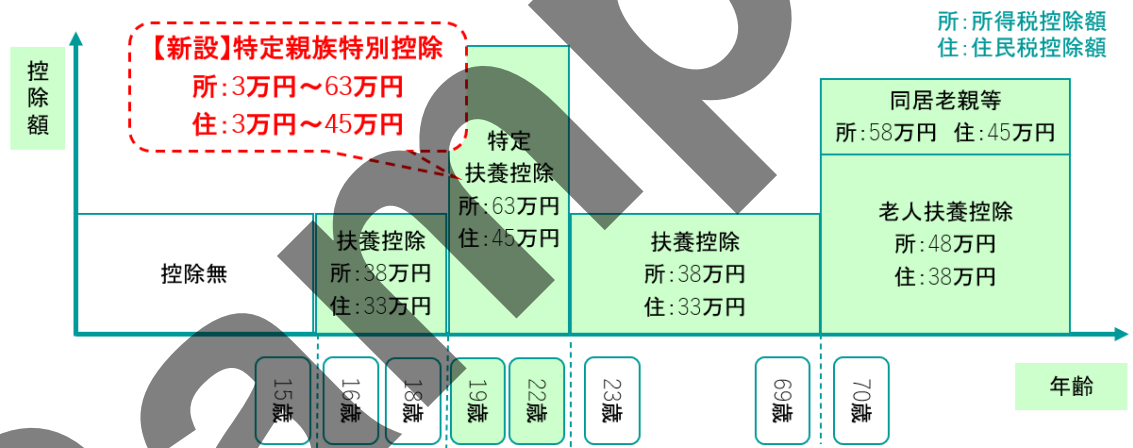 所：所得税控除額
住：住民税控除額
控除額
【新設】特定親族特別控除
所：3万円～63万円
住：3万円～45万円
控除無
扶養控除
所：38万円
住：33万円
特定
扶養控除
所：63万円
住：45万円
扶養控除
所：38万円
住：33万円
同居老親等
所：58万円 住：45万円
老人扶養控除
所：48万円
住：38万円
15歳
16歳
18歳
19歳
22歳
23歳
69歳
70歳
年齢